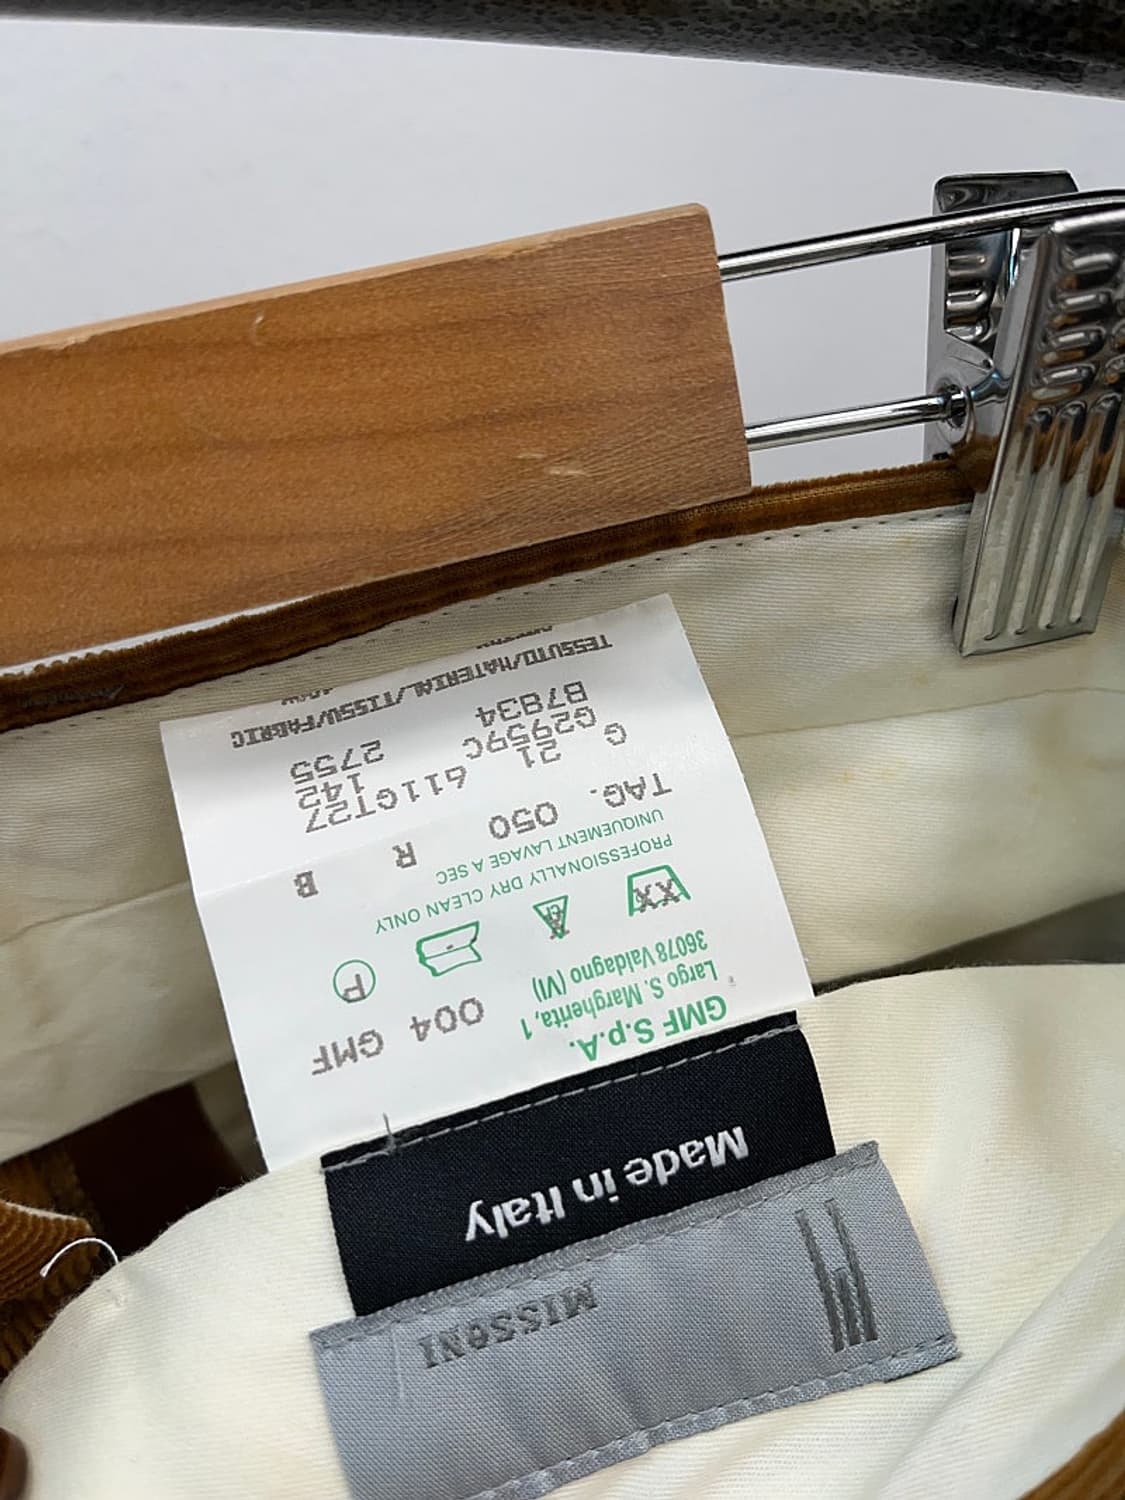 MISSONI
Made in Italy
GMF S.p.A.
Largo S. Margherita, 1
36078 Valdagno (VI)
004 GMF
XX
P
PROFESSIONALLY DRY CLEAN ONLY
UNIQUEMENT LAVAGE A SEC
TAG. 050 R B
21 611GT27
G G2959C 142
B7834 2755
TESSUTO/MATERIAL/TISSU/FABRIC